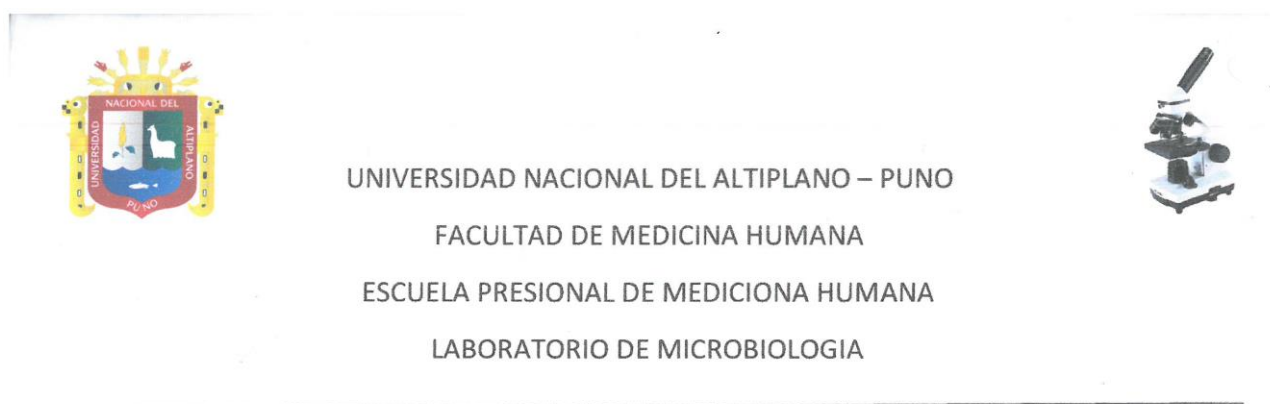 NACIONAL DEL
UNIVERSIDAD
ALTIPLANO
PUNO
UNIVERSIDAD NACIONAL DEL ALTIPLANO – PUNO
FACULTAD DE MEDICINA HUMANA
ESCUELA PRESIONAL DE MEDICIONA HUMANA
LABORATORIO DE MICROBIOLOGIA